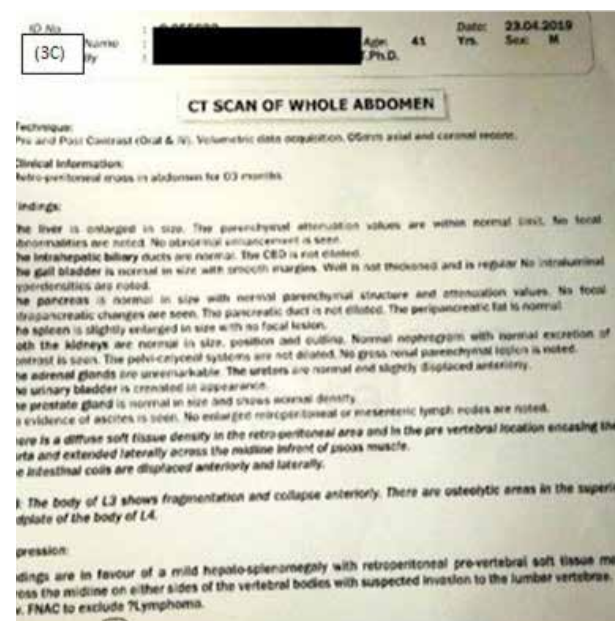 ID No :
Date: 23.04.2019
(3C) Name : Age: 41 Yrs. Sex: M
By : .Ph.D.
CT SCAN OF WHOLE ABDOMEN
Technique:
Pre and Post Contrast (Oral & IV). Volumetric data acquisition, 05mm axial and coronal recons.
Clinical Information:
Retro-peritoneal mass in abdomen for 03 months
indings:
he liver is enlarged in size. The parenchymal attenuation values are within normal limit. No focal
bnormalities are noted. No abnormal enhancement is seen.
he intrahepatic biliary ducts are normal. The CBD is not dilated.
he gall bladder is normal in size with smooth margins. Wall is not thickened and is regular No intraluminal
yperdensities are noted.
he pancreas is normal in size with normal parenchymal structure and attenuation values. No focal
ntrapancreatic changes are seen. The pancreatic duct is not dilated. The peripancreatic fat is normal.
he spleen is slightly enlarged in size with no focal lesion.
oth the kidneys are normal in size, position and outline. Normal nephrogram with normal excretion of
ontrast is seen. The pelvi-calyceal systems are not dilated. No gross renal parenchymal lesion is noted.
he adrenal glands are unremarkable. The ureters are normal and slightly displaced anteriorly.
he urinary bladder is crenated in appearance.
he prostate gland is normal in size and shows normal density.
o evidence of ascites is seen. No enlarged retroperitoneal or mesenteric lymph nodes are noted.
here is a diffuse soft tissue density in the retro-peritoneal area and in the pre vertebral location encasing the
orta and extended laterally across the midline infront of psoas muscle.
he intestinal coils are displaced anteriorly and laterally.
: The body of L3 shows fragmentation and collapse anteriorly. There are osteolytic areas in the superi
dplate of the body of L4.
pression:
dings are in favour of a mild hepato-splenomegaly with retroperitoneal pre-vertebral soft tissue ma
oss the midline on either sides of the vertebral bodies with suspected invasion to the lumbar vertebrae.
v. FNAC to exclude ?Lymphoma.